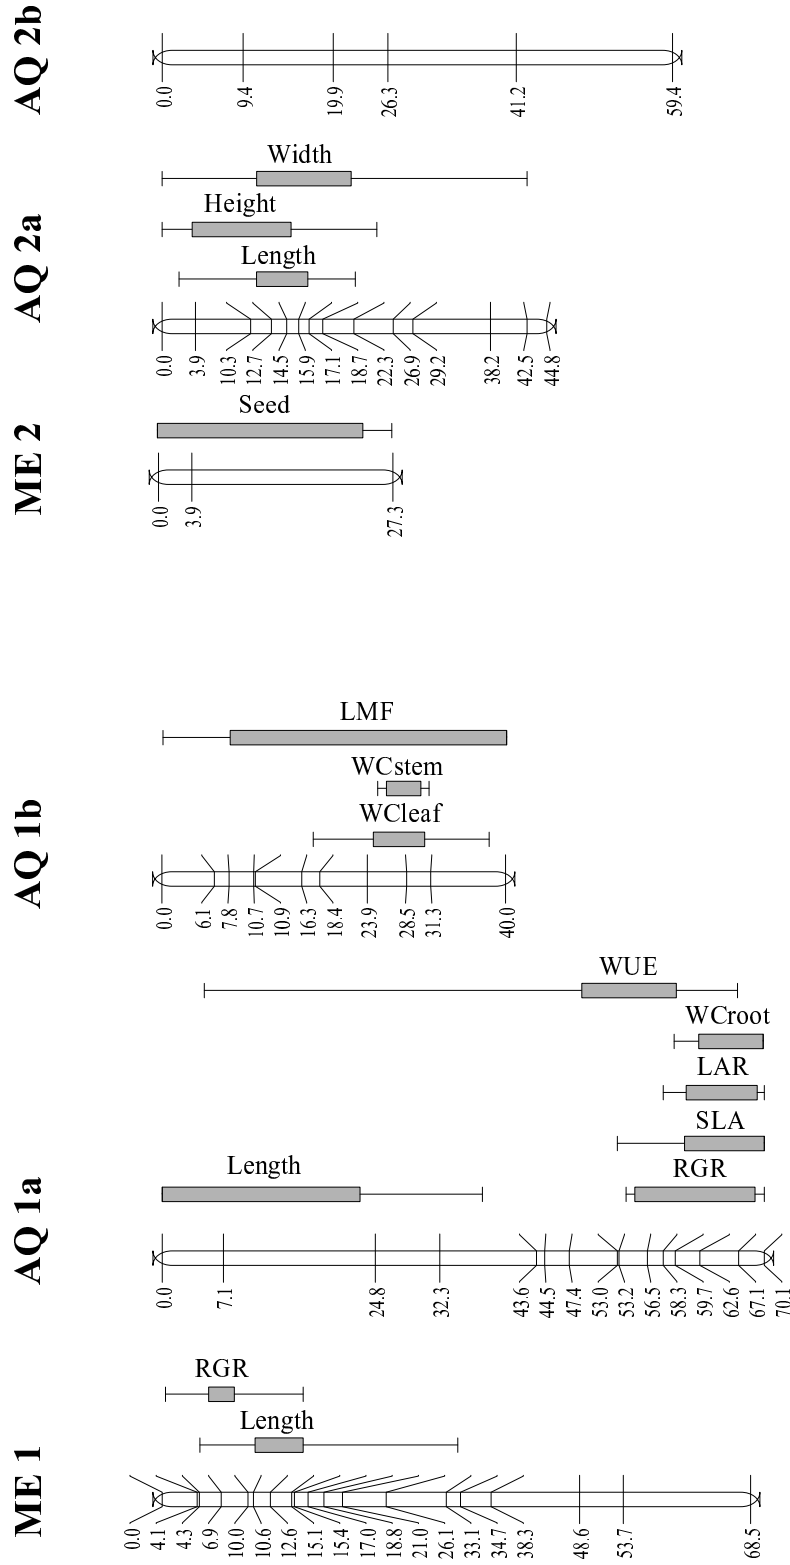 AQ 2b
0.0 9.4 19.9 26.3 41.2 59.4
AQ 2a
Width
Height
Length
0.0 3.9 10.3 12.7 14.5 15.9 17.1 18.7 22.3 26.9 29.2 38.2 42.5 44.8
ME 2
Seed
0.0 3.9 27.3
AQ 1b
LMF
WCstem
WCleaf
0.0 6.1 7.8 10.7 10.9 16.3 18.4 23.9 28.5 31.3 40.0
AQ 1a
WUE
WCroot
LAR
SLA
Length RGR
0.0 7.1 24.8 32.3 43.6 44.5 47.4 53.0 53.2 56.5 58.3 59.7 62.6 67.1 70.1
ME 1
RGR
Length
0.0 4.1 4.3 6.9 10.0 10.6 12.6 15.1 15.4 17.0 18.8 21.0 26.1 33.1 34.7 38.3 48.6 53.7 68.5